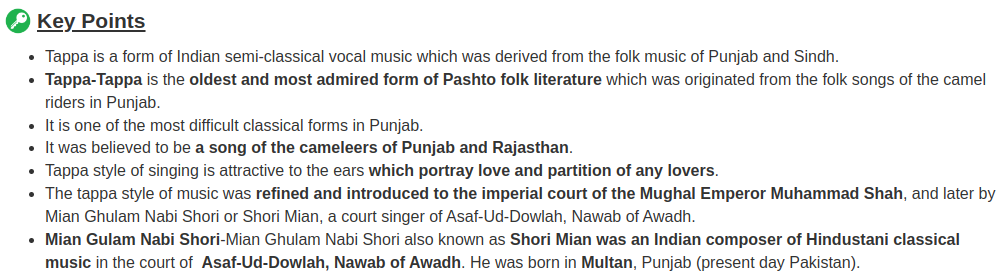 Key Points
• Tappa is a form of Indian semi-classical vocal music which was derived from the folk music of Punjab and Sindh.
• Tappa-Tappa is the oldest and most admired form of Pashto folk literature which was originated from the folk songs of the camel
riders in Punjab.
• It is one of the most difficult classical forms in Punjab.
• It was believed to be a song of the cameleers of Punjab and Rajasthan.
• Tappa style of singing is attractive to the ears which portray love and partition of any lovers.
• The tappa style of music was refined and introduced to the imperial court of the Mughal Emperor Muhammad Shah, and later by
Mian Ghulam Nabi Shori or Shori Mian, a court singer of Asaf-Ud-Dowlah, Nawab of Awadh.
• Mian Gulam Nabi Shori-Mian Ghulam Nabi Shori also known as Shori Mian was an Indian composer of Hindustani classical
music in the court of Asaf-Ud-Dowlah, Nawab of Awadh. He was born in Multan, Punjab (present day Pakistan).